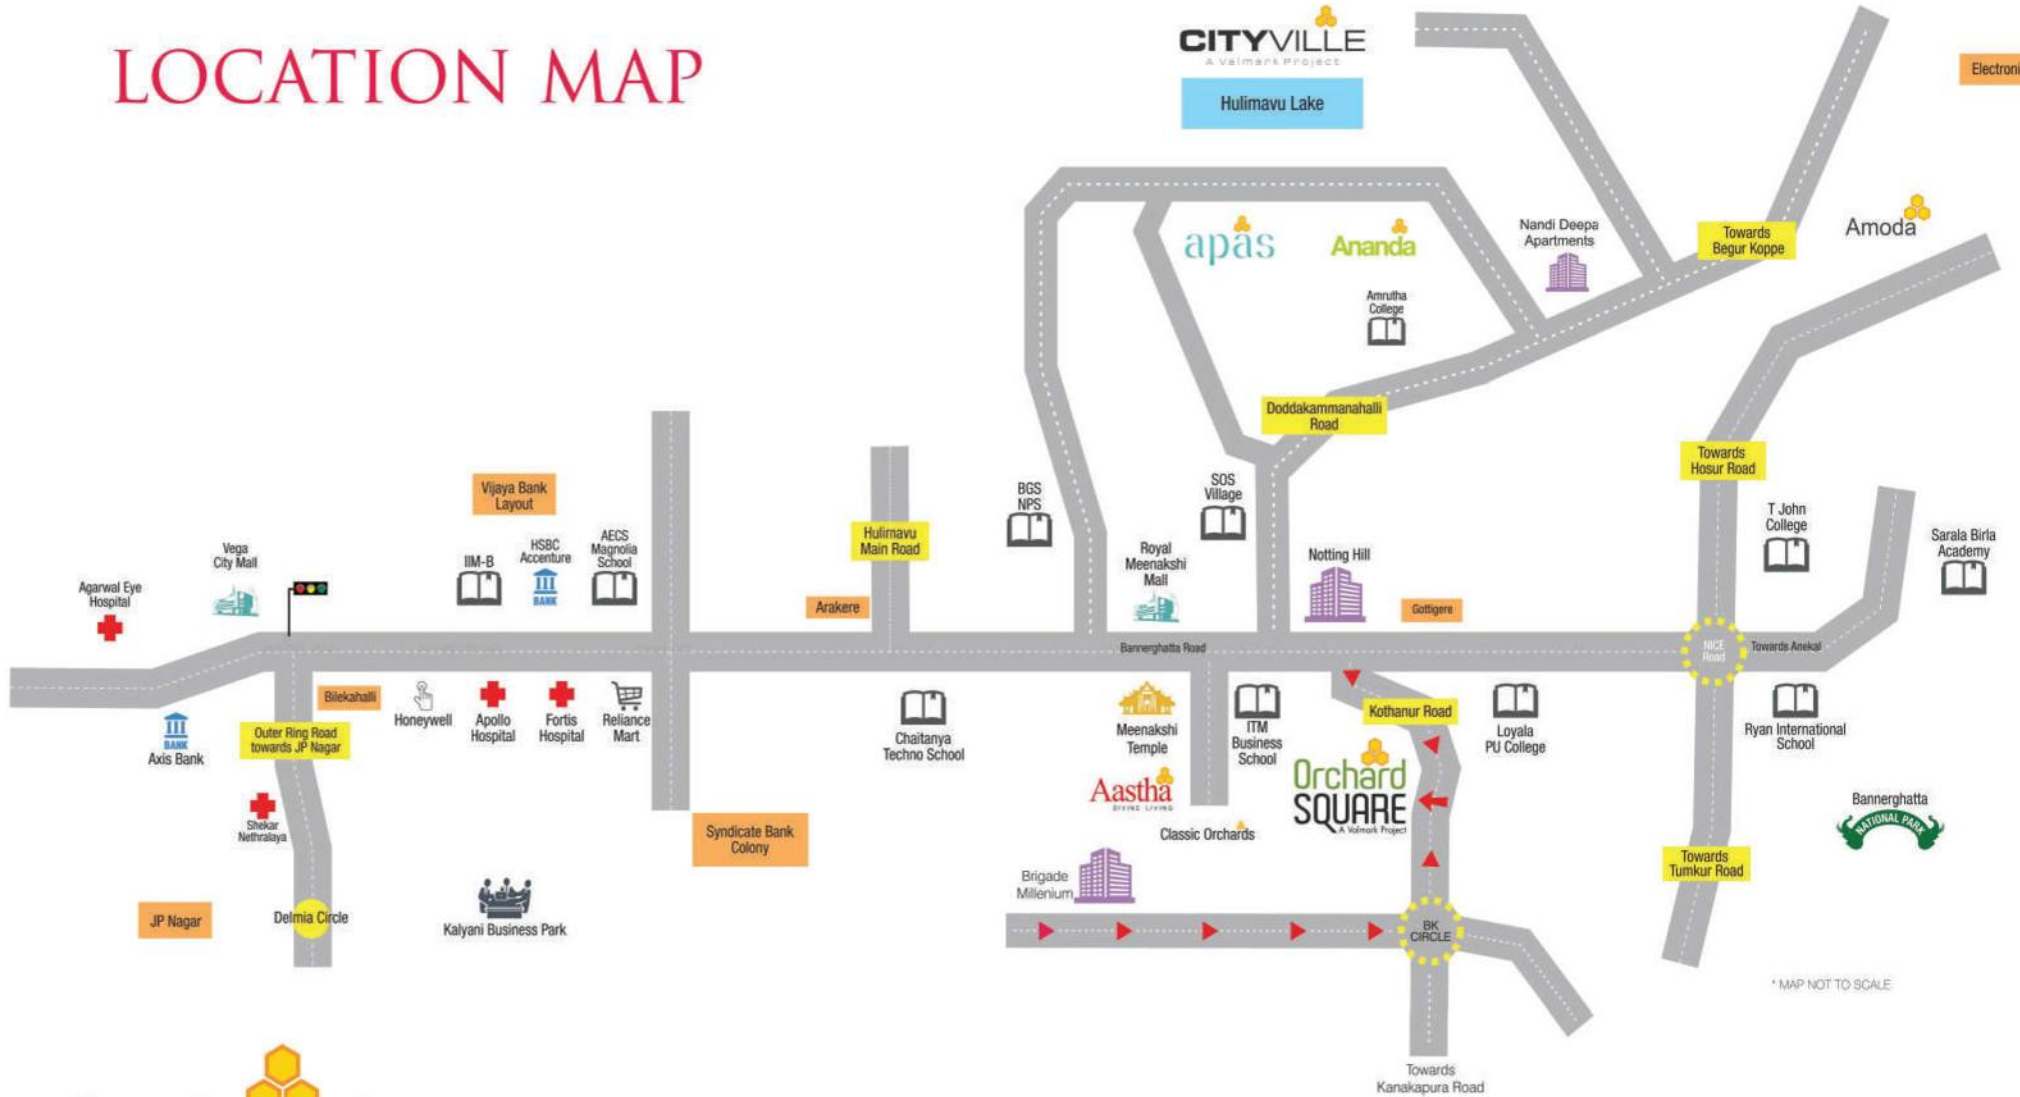 LOCATION MAP
CITYVILLE
A Valmark Project
Hulimavu Lake
Electroni
apas
Ananda
Nandi Deepa
Apartments
Towards
Begur Koppe
Amoda
Amrutha
College
Doddakammanahalli
Road
Towards
Hosur Road
Vijaya Bank
Layout
BGS
NPS
SOS
Village
T John
College
Sarala Birla
Academy
Vega
City Mall
IIM-B
HSBC
Accenture
BANK
AECS
Magnolia
School
Hulimavu
Main Road
Royal
Meenakshi
Mall
Notting Hill
Agarwal Eye
Hospital
Arakere
Gottigere
Bannerghatta Road
NICE
Road
Towards Anekal
Bilekahalli
Honeywell
Apollo
Hospital
Fortis
Hospital
Reliance
Mart
BANK
Axis Bank
Outer Ring Road
towards JP Nagar
Chaitanya
Techno School
Meenakshi
Temple
ITM
Business
School
Kothanur Road
Loyala
PU College
Ryan International
School
Aastha
DIVINE LIVING
Orchard
SQUARE
A Valmark Project
Shekar
Nethralaya
Syndicate Bank
Colony
Classic Orchards
Bannerghatta
NATIONAL PARK
Towards
Tumkur Road
Brigade
Millenium
JP Nagar
Delmia Circle
Kalyani Business Park
BK
CIRCLE
* MAP NOT TO SCALE
Towards
Kanakapura Road